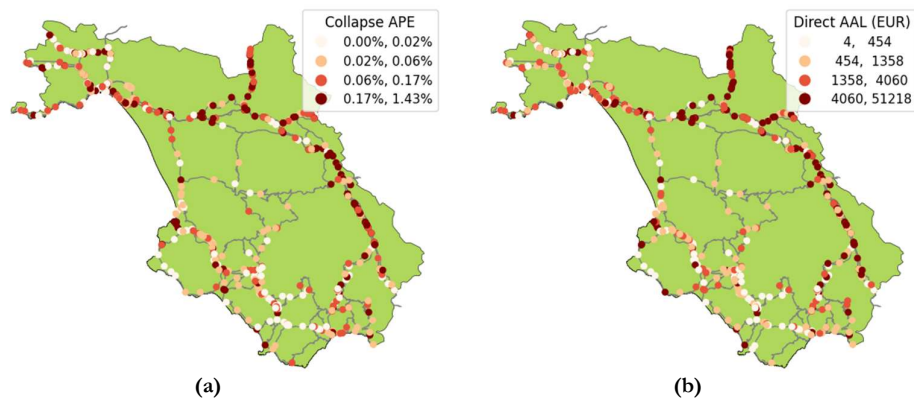 Collapse APE
0.00%, 0.02%
0.02%, 0.06%
0.06%, 0.17%
0.17%, 1.43%
(a)
Direct AAL (EUR)
4, 454
454, 1358
1358, 4060
4060, 51218
(b)